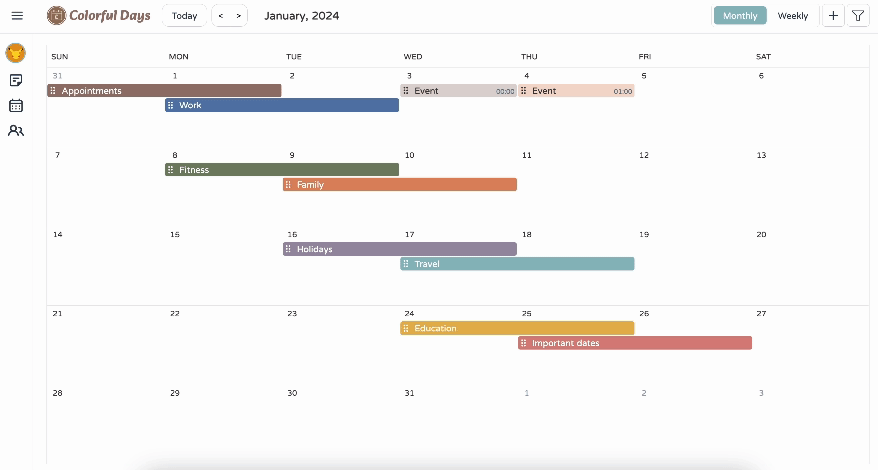 Colorful Days Today < > January, 2024 Monthly Weekly +
SUN MON TUE WED THU FRI SAT
31 1 2 3 4 5 6
Appointments Event 00:00 Event 01:00
Work
7 8 9 10 11 12 13
Fitness
Family
14 15 16 17 18 19 20
Holidays
Travel
21 22 23 24 25 26 27
Education
Important dates
28 29 30 31 1 2 3